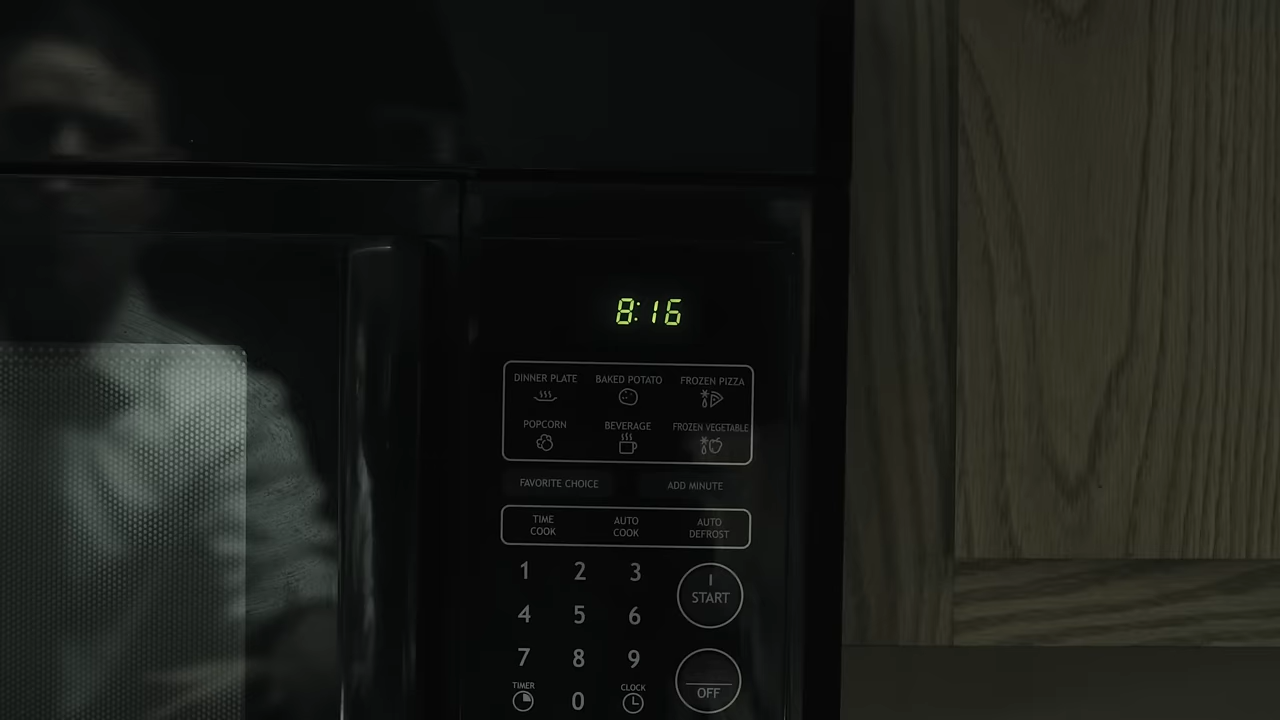 8:16
DINNER PLATE BAKED POTATO FROZEN PIZZA
POPCORN BEVERAGE FROZEN VEGETABLE
FAVORITE CHOICE ADD MINUTE
TIME COOK AUTO COOK AUTO DEFROST
1 2 3
START
4 5 6
7 8 9
TIMER 0 CLOCK
OFF